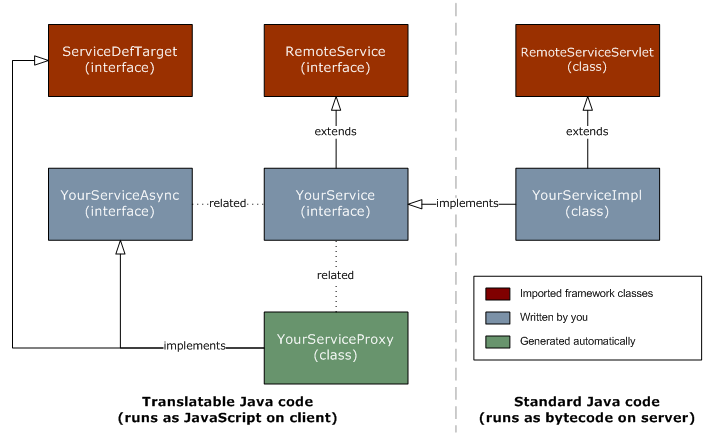 ServiceDefTarget
(interface)
RemoteService
(interface)
RemoteServiceServlet
(class)
extends
extends
YourServiceAsync
(interface)
related
YourService
(interface)
implements
YourServiceImpl
(class)
related
Imported framework classes
Written by you
Generated automatically
implements
YourServiceProxy
(class)
Translatable Java code
(runs as JavaScript on client)
Standard Java code
(runs as bytecode on server)